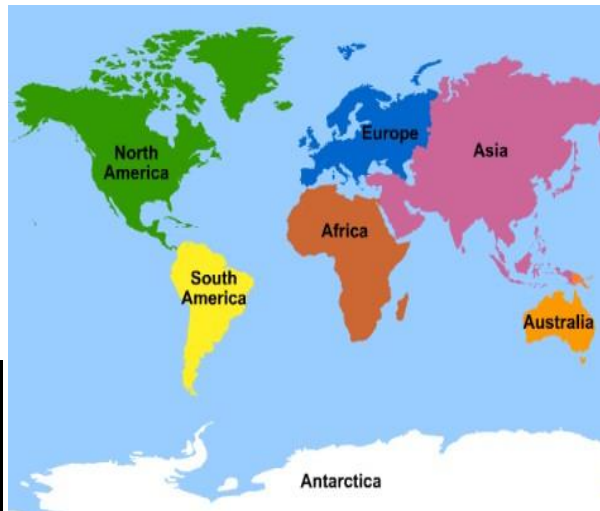 North
America
Europe
Asia
Africa
South
America
Australia
Antarctica